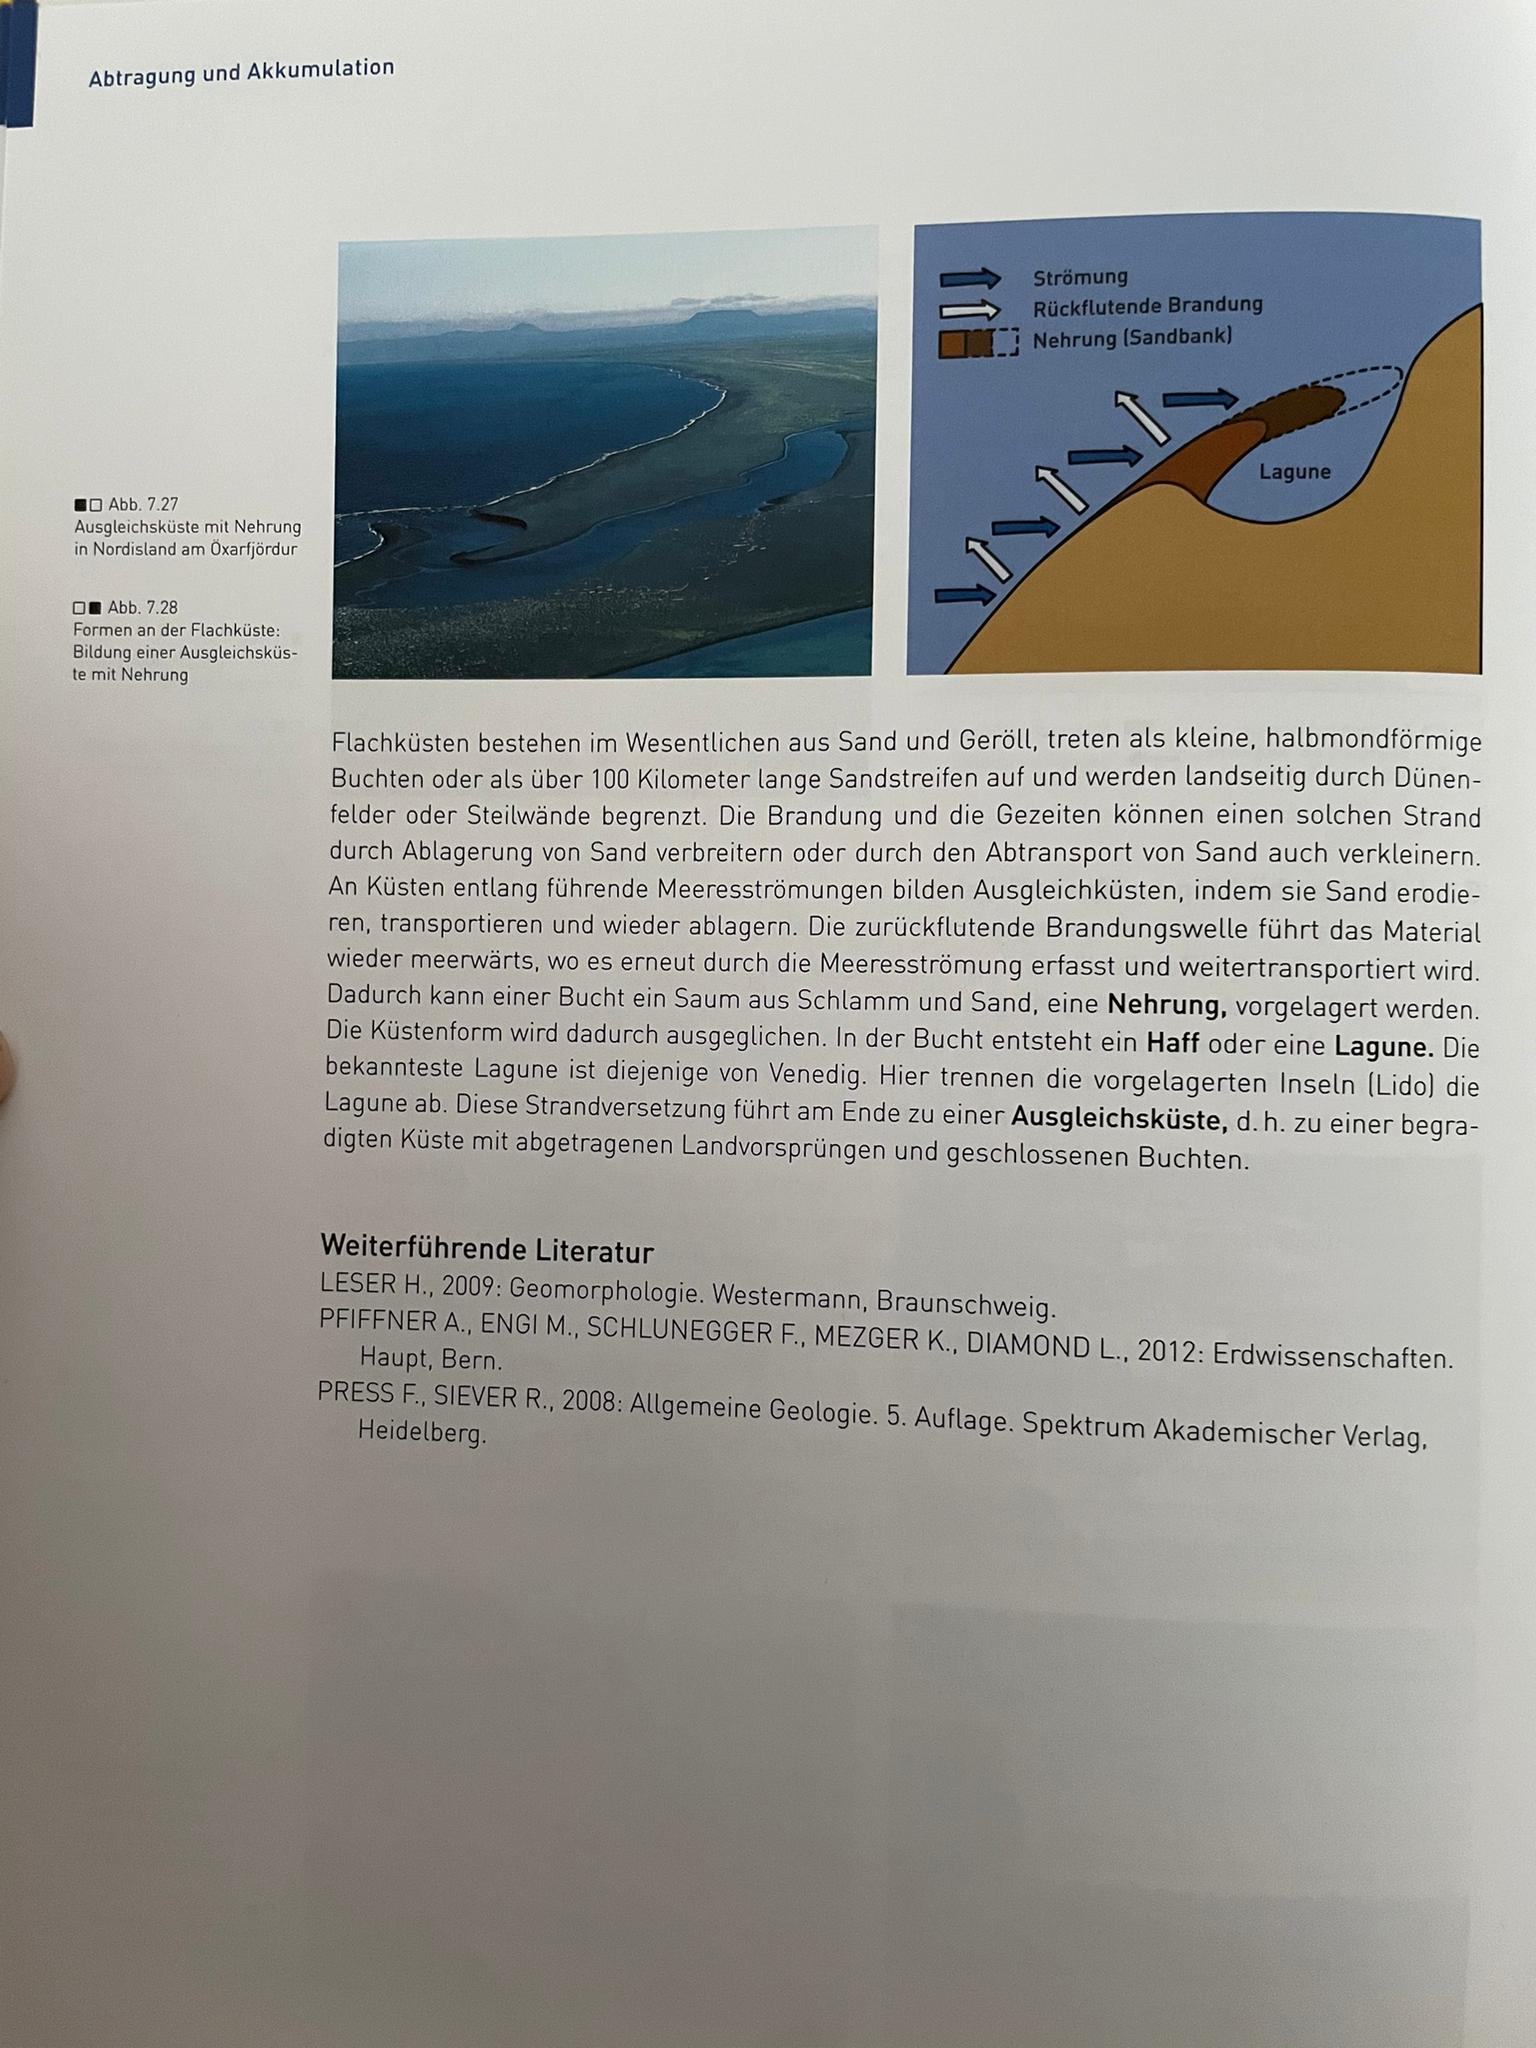 Abtragung und Akkumulation
Strömung
Rückflutende Brandung
Nehrung (Sandbank)
Lagune
Abb. 7.27
Ausgleichsküste mit Nehrung
in Nordisland am Öxarfjördur
Abb. 7.28
Formen an der Flachküste:
Bildung einer Ausgleichsküs-
te mit Nehrung
Flachküsten bestehen im Wesentlichen aus Sand und Geröll, treten als kleine, halbmondförmige
Buchten oder als über 100 Kilometer lange Sandstreifen auf und werden landseitig durch Dünen-
felder oder Steilwände begrenzt. Die Brandung und die Gezeiten können einen solchen Strand
durch Ablagerung von Sand verbreitern oder durch den Abtransport von Sand auch verkleinern.
An Küsten entlang führende Meeresströmungen bilden Ausgleichküsten, indem sie Sand erodie-
ren, transportieren und wieder ablagern. Die zurückflutende Brandungswelle führt das Material
wieder meerwärts, wo es erneut durch die Meeresströmung erfasst und weitertransportiert wird.
Dadurch kann einer Bucht ein Saum aus Schlamm und Sand, eine Nehrung, vorgelagert werden.
Die Küstenform wird dadurch ausgeglichen. In der Bucht entsteht ein Haff oder eine Lagune. Die
bekannteste Lagune ist diejenige von Venedig. Hier trennen die vorgelagerten Inseln (Lido) die
Lagune ab. Diese Strandversetzung führt am Ende zu einer Ausgleichsküste, d. h. zu einer begra-
digten Küste mit abgetragenen Landvorsprüngen und geschlossenen Buchten.
Weiterführende Literatur
LESER H., 2009: Geomorphologie. Westermann, Braunschweig.
PFIFFNER A., ENGI M., SCHLUNEGGER F., MEZGER K., DIAMOND L., 2012: Erdwissenschaften.
Haupt, Bern.
PRESS F., SIEVER R., 2008: Allgemeine Geologie. 5. Auflage. Spektrum Akademischer Verlag,
Heidelberg.